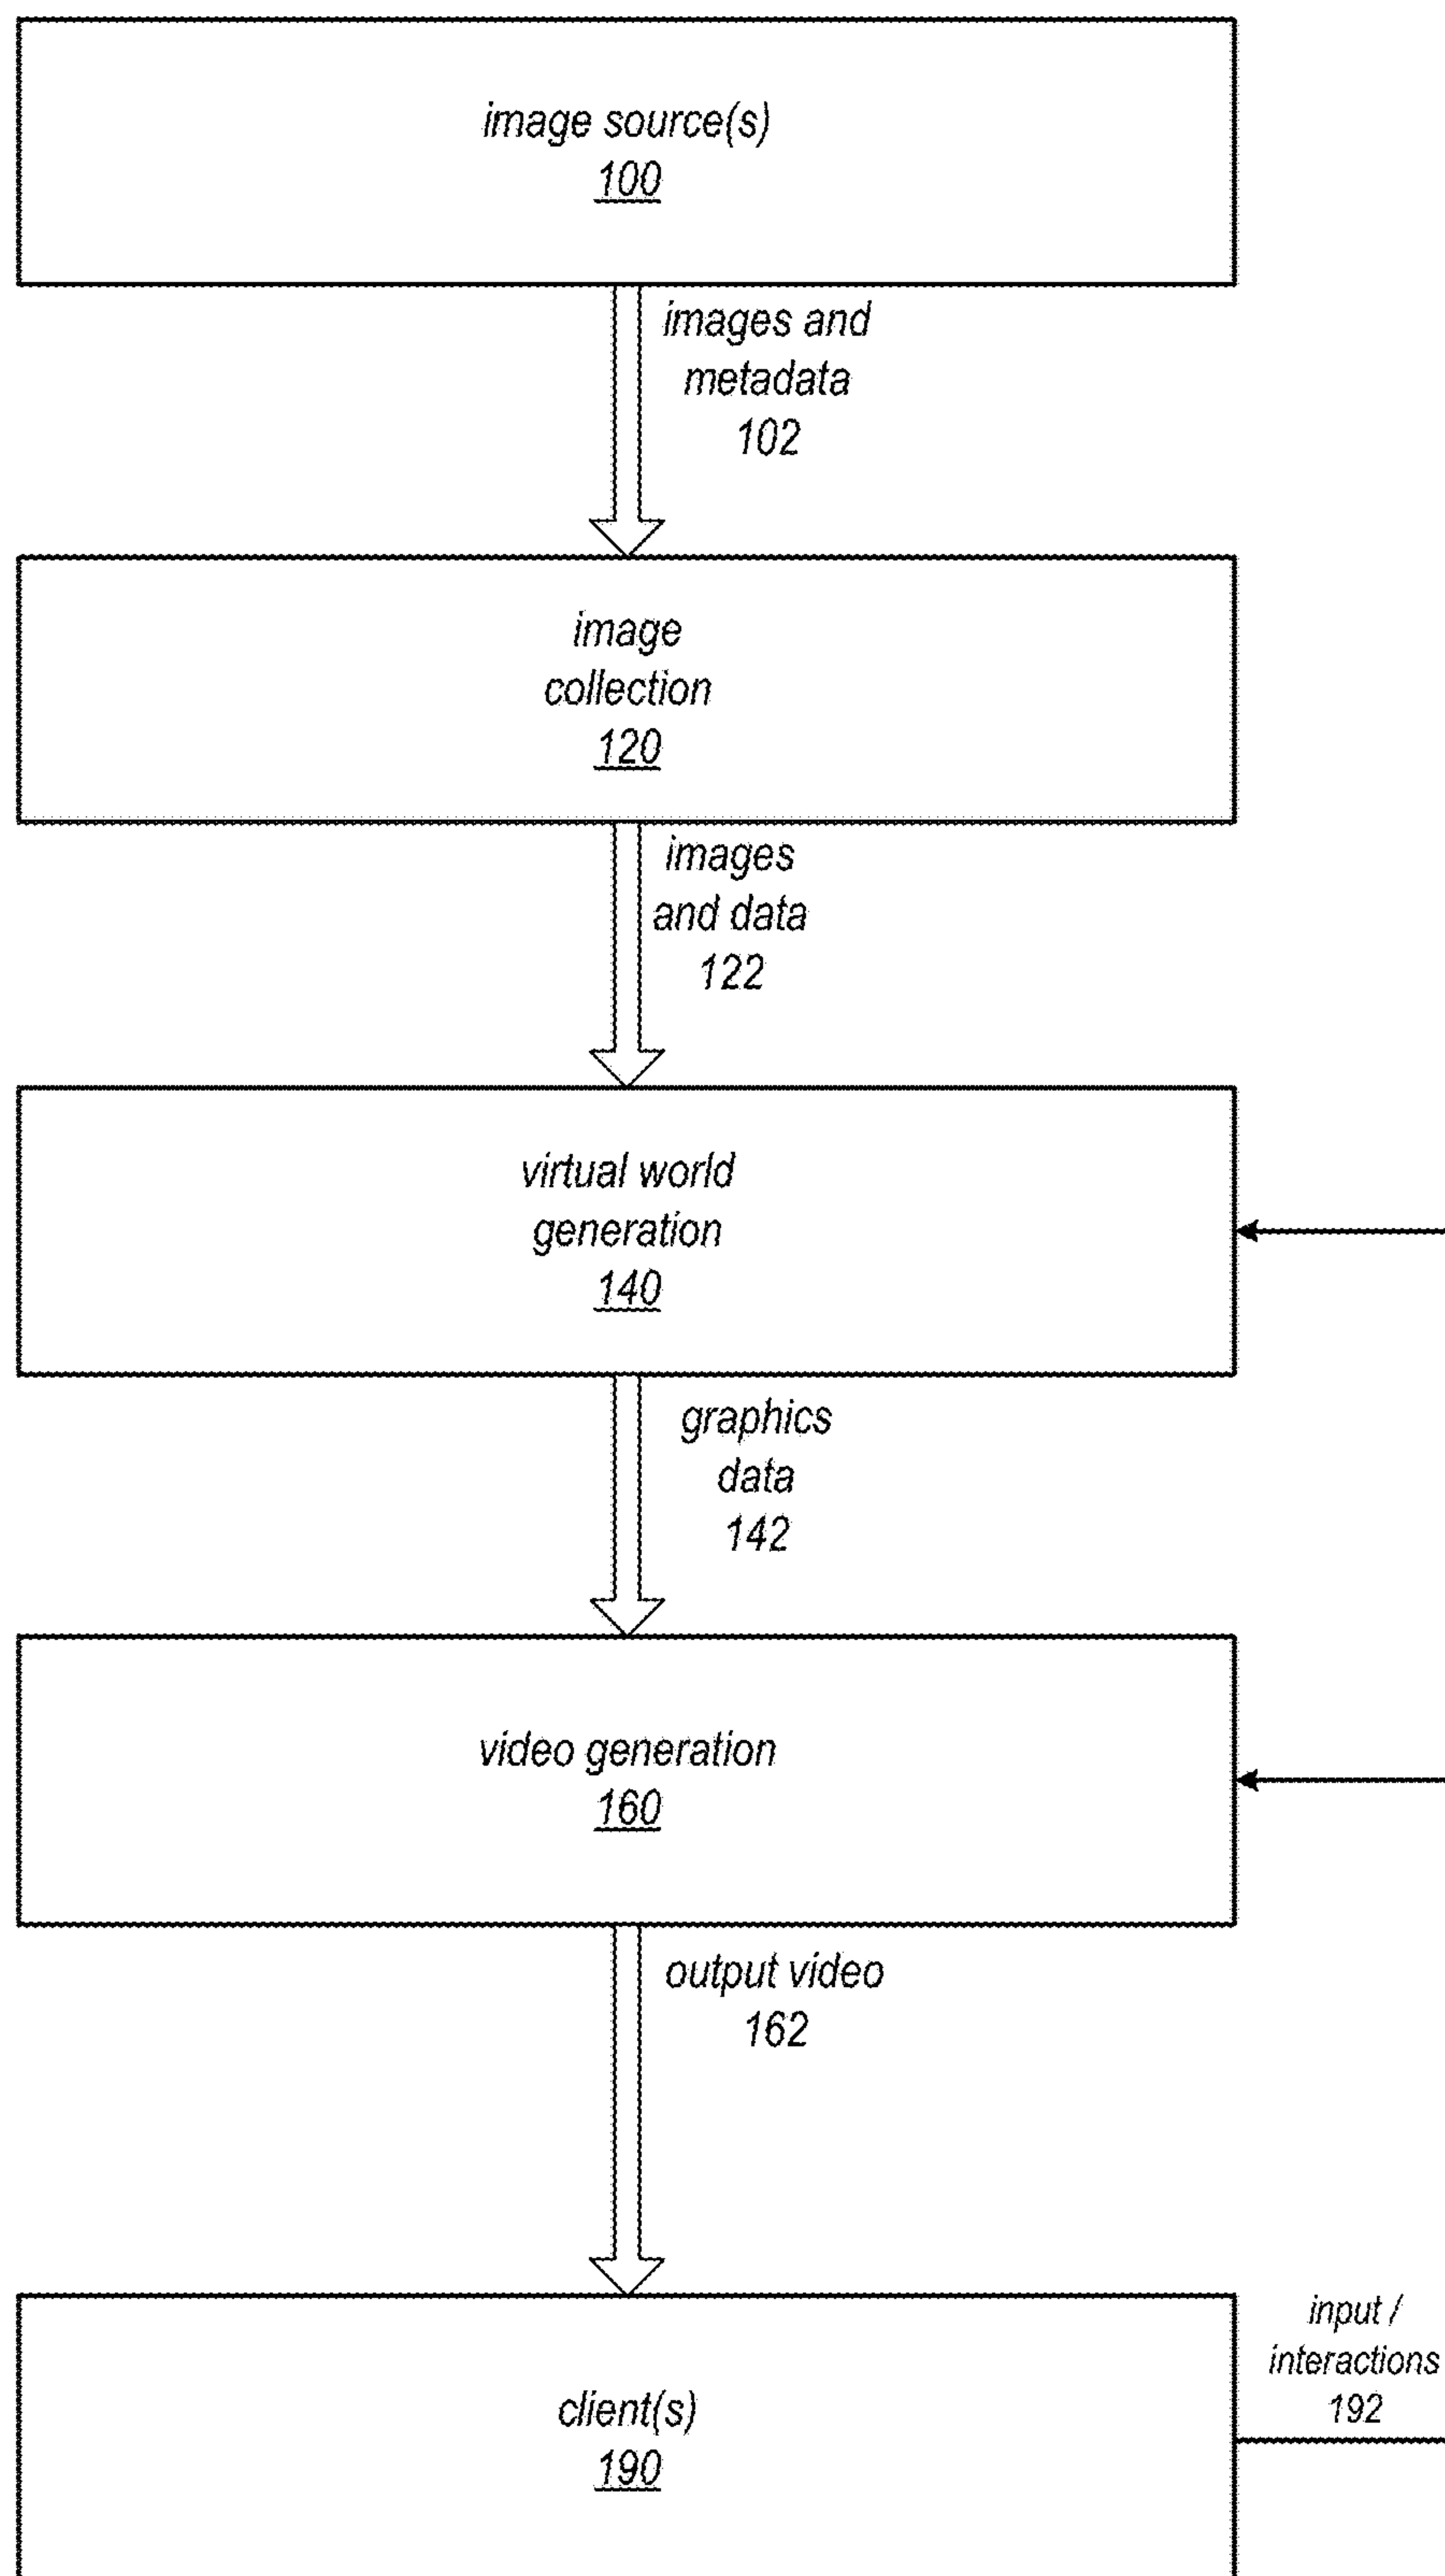 image source(s)
100
images and
metadata
102
image
collection
120
images
and data
122
virtual world
generation
140
graphics
data
142
video generation
160
output video
162
input /
interactions
192
client(s)
190